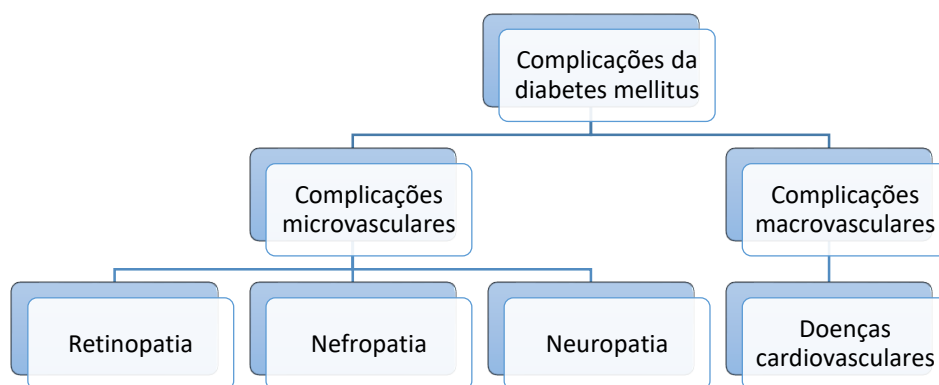 Complicações da
diabetes mellitus
Complicações
microvasculares
Complicações
macrovasculares
Retinopatia
Nefropatia
Neuropatia
Doenças
cardiovasculares